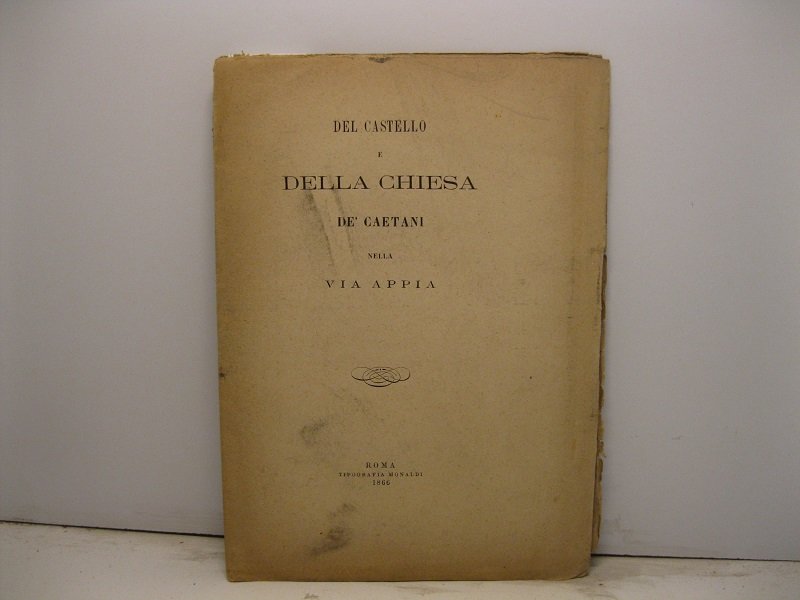 DEL CASTELLO
E
DELLA CHIESA
DE' CAETANI
NELLA
VIA APPIA
ROMA
TIPOGRAFIA MONALDI
1866